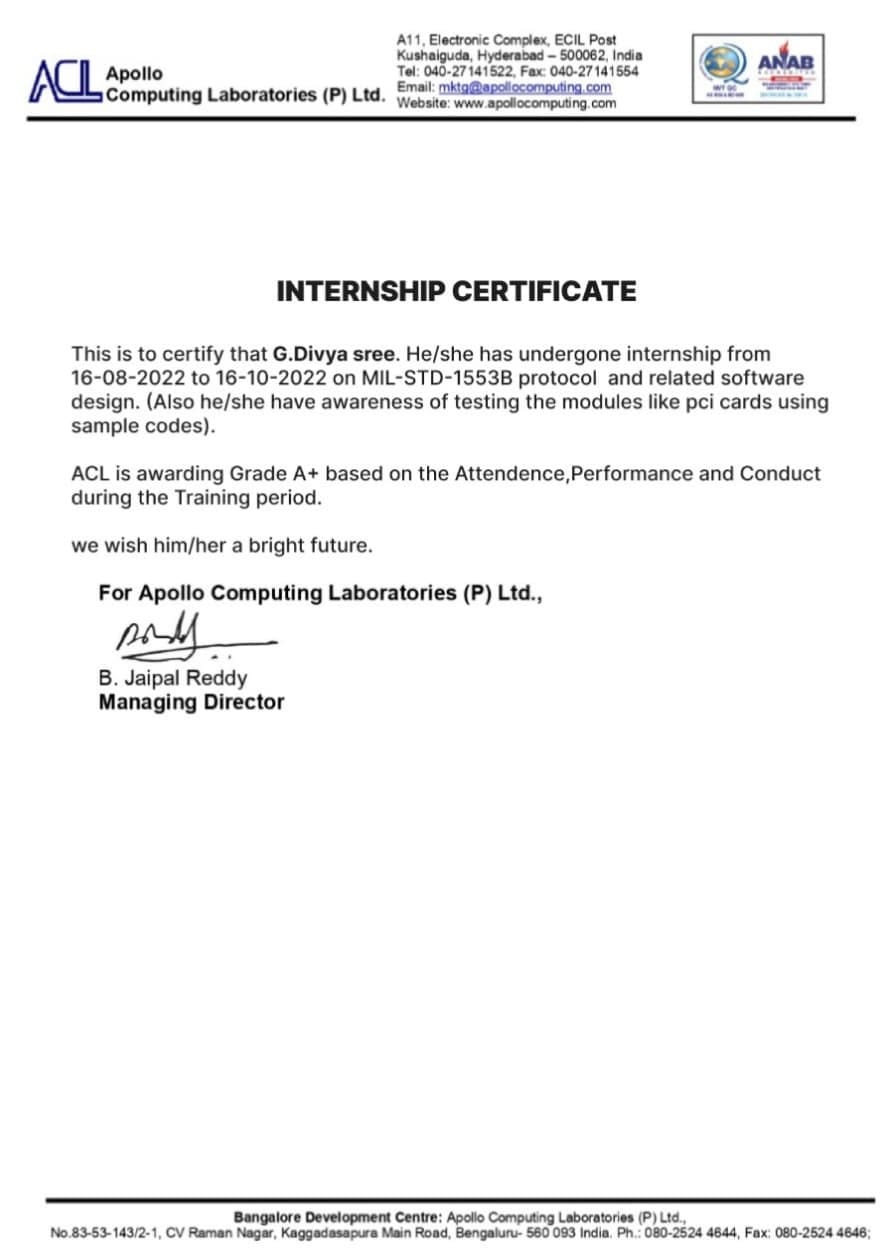 ACL Apollo
Computing Laboratories (P) Ltd.
A11, Electronic Complex, ECIL Post
Kushaiguda, Hyderabad – 500062, India
Tel: 040-27141522, Fax: 040-27141554
Email: mktg@apollocomputing.com
Website: www.apollocomputing.com
ANAB
ACCREDITED
INTERNSHIP CERTIFICATE
This is to certify that G.Divya sree. He/she has undergone internship from
16-08-2022 to 16-10-2022 on MIL-STD-1553B protocol  and related software
design. (Also he/she have awareness of testing the modules like pci cards using
sample codes).
ACL is awarding Grade A+ based on the Attendence,Performance and Conduct
during the Training period.
we wish him/her a bright future.
For Apollo Computing Laboratories (P) Ltd.,
B. Jaipal Reddy
Managing Director
Bangalore Development Centre: Apollo Computing Laboratories (P) Ltd.,
No.83-53-143/2-1, CV Raman Nagar, Kaggadasapura Main Road, Bengaluru- 560 093 India. Ph.: 080-2524 4644, Fax: 080-2524 4646;